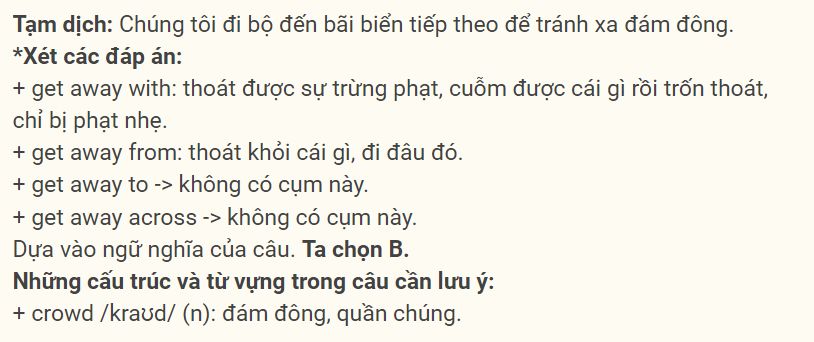 Tạm dịch: Chúng tôi đi bộ đến bãi biển tiếp theo để tránh xa đám đông.
*Xét các đáp án:
+ get away with: thoát được sự trừng phạt, cuỗm được cái gì rồi trốn thoát,
chỉ bị phạt nhẹ.
+ get away from: thoát khỏi cái gì, đi đâu đó.
+ get away to -> không có cụm này.
+ get away across -> không có cụm này.
Dựa vào ngữ nghĩa của câu. Ta chọn B.
Những cấu trúc và từ vựng trong câu cần lưu ý:
+ crowd /kraʊd/ (n): đám đông, quần chúng.